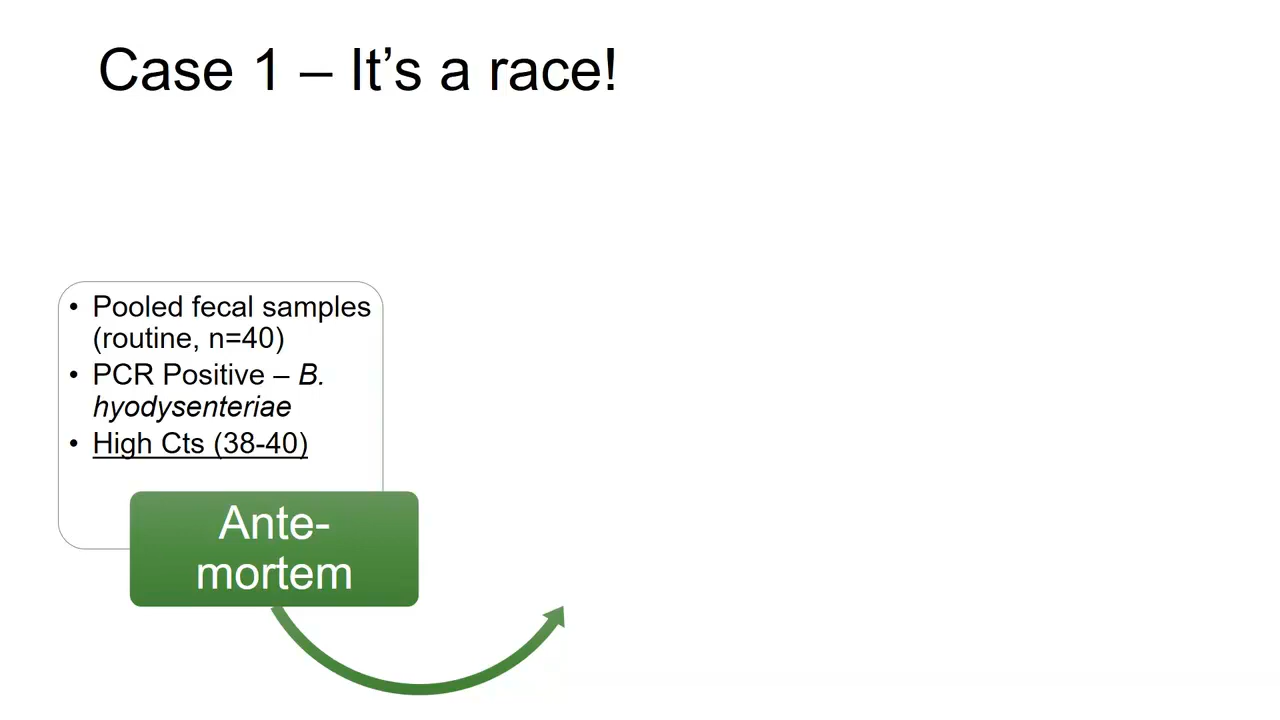 Case 1 – It’s a race!
• Pooled fecal samples
(routine, n=40)
• PCR Positive – B.
hyodysenteriae
• High Cts (38-40)
Ante-
mortem